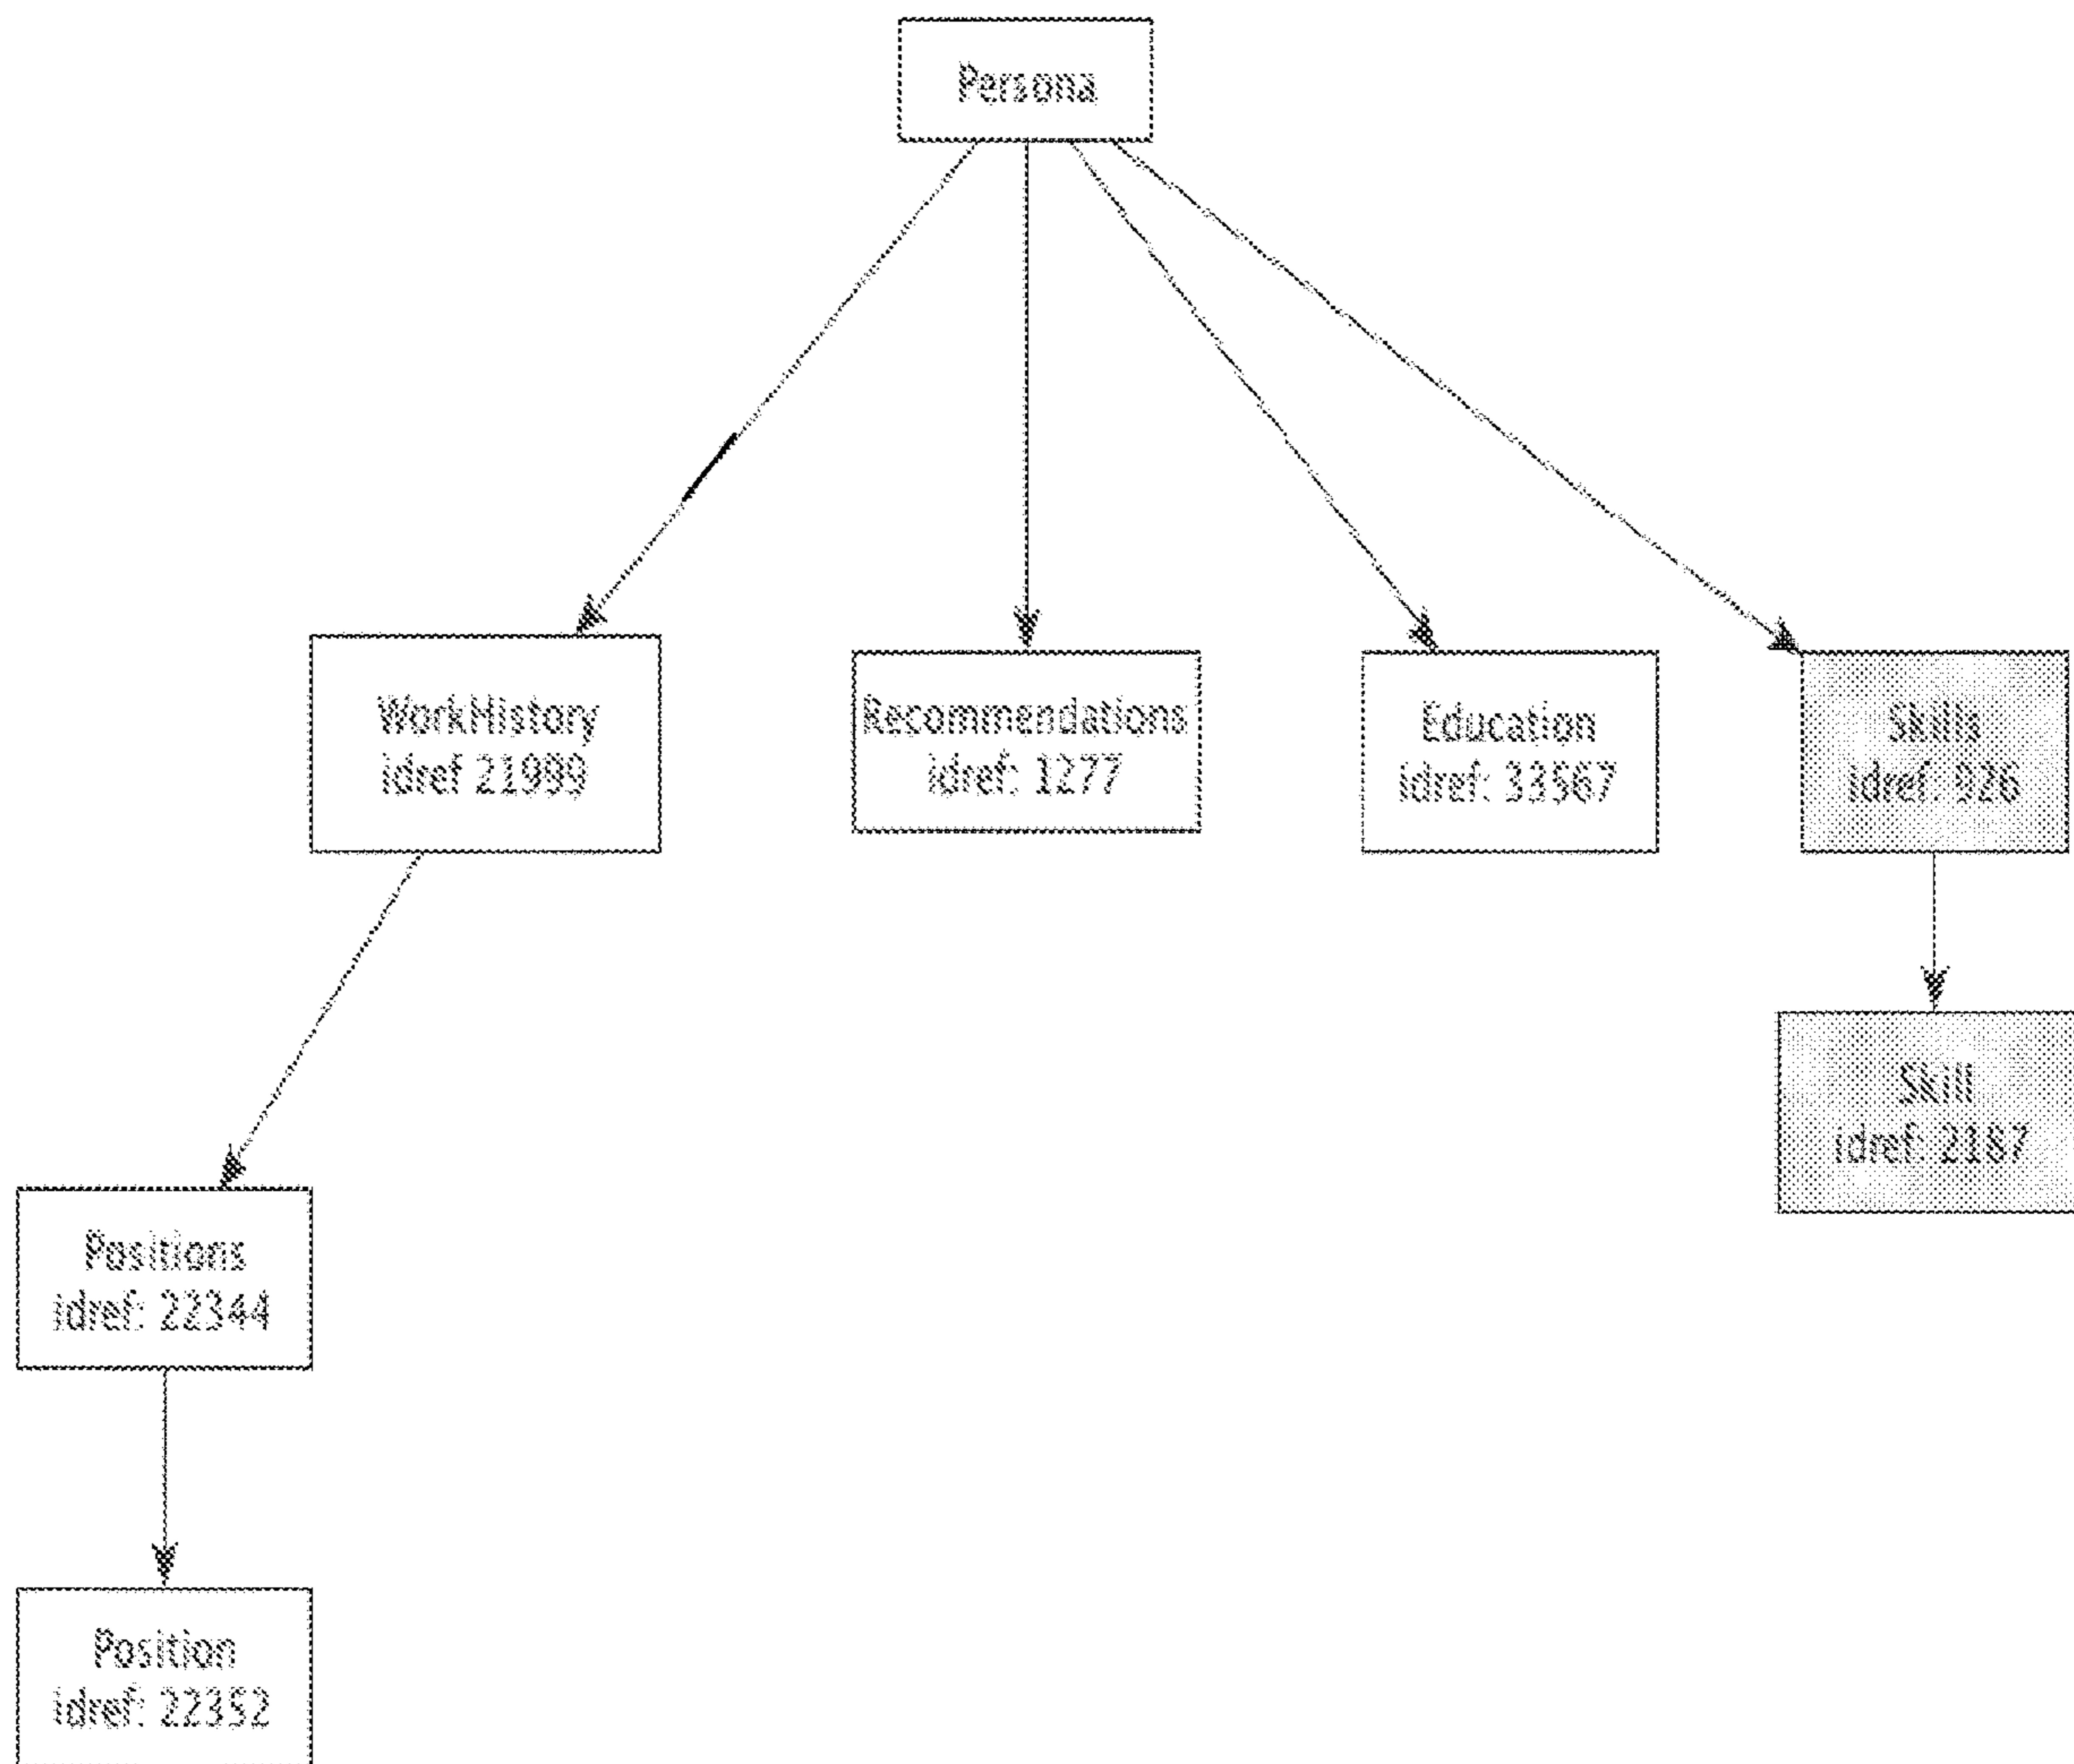 Persona
WorkHistory
idref 21999
Recommendations
idref: 1277
Education
idref: 33567
Skills
idref: 926
Skill
idref: 2187
Positions
idref: 22344
Position
idref: 22352